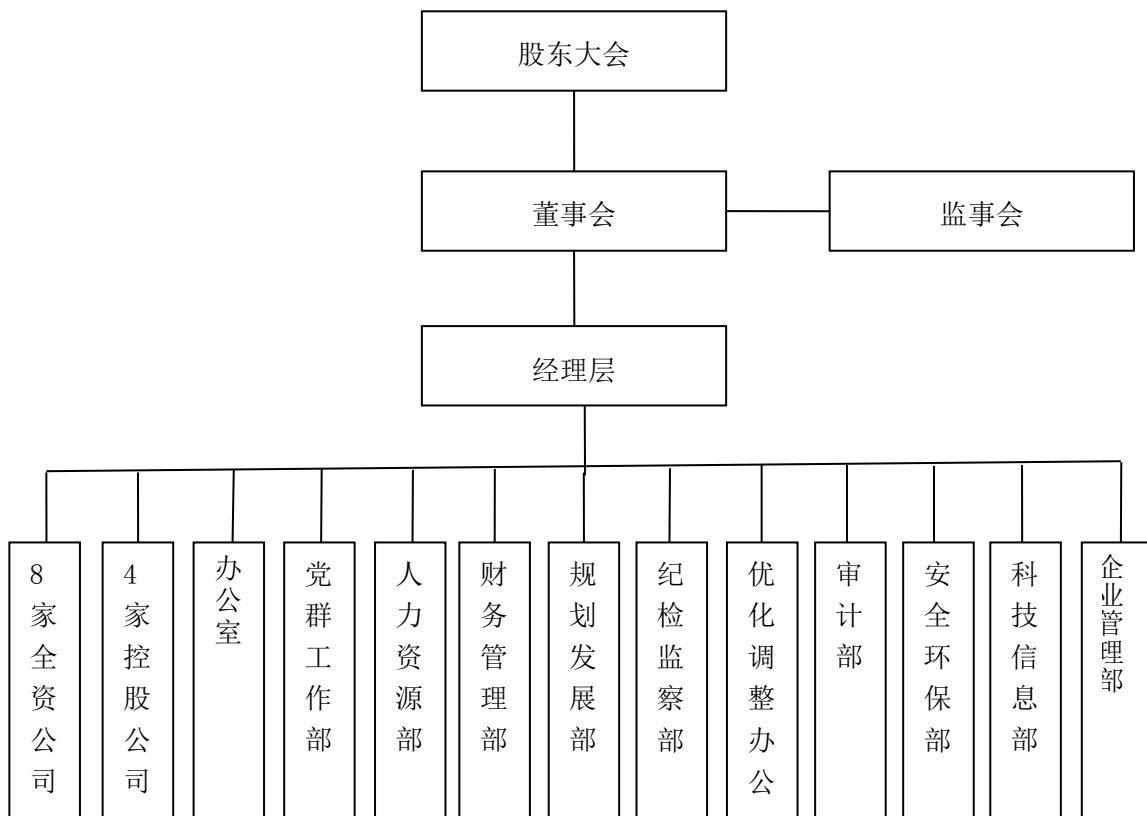 股东大会
董事会
监事会
经理层
8家全资公司
4家控股公司
办公室
党群工作部
人力资源部
财务管理部
规划发展部
纪检监察部
优化调整办公
审计部
安全环保部
科技信息部
企业管理部